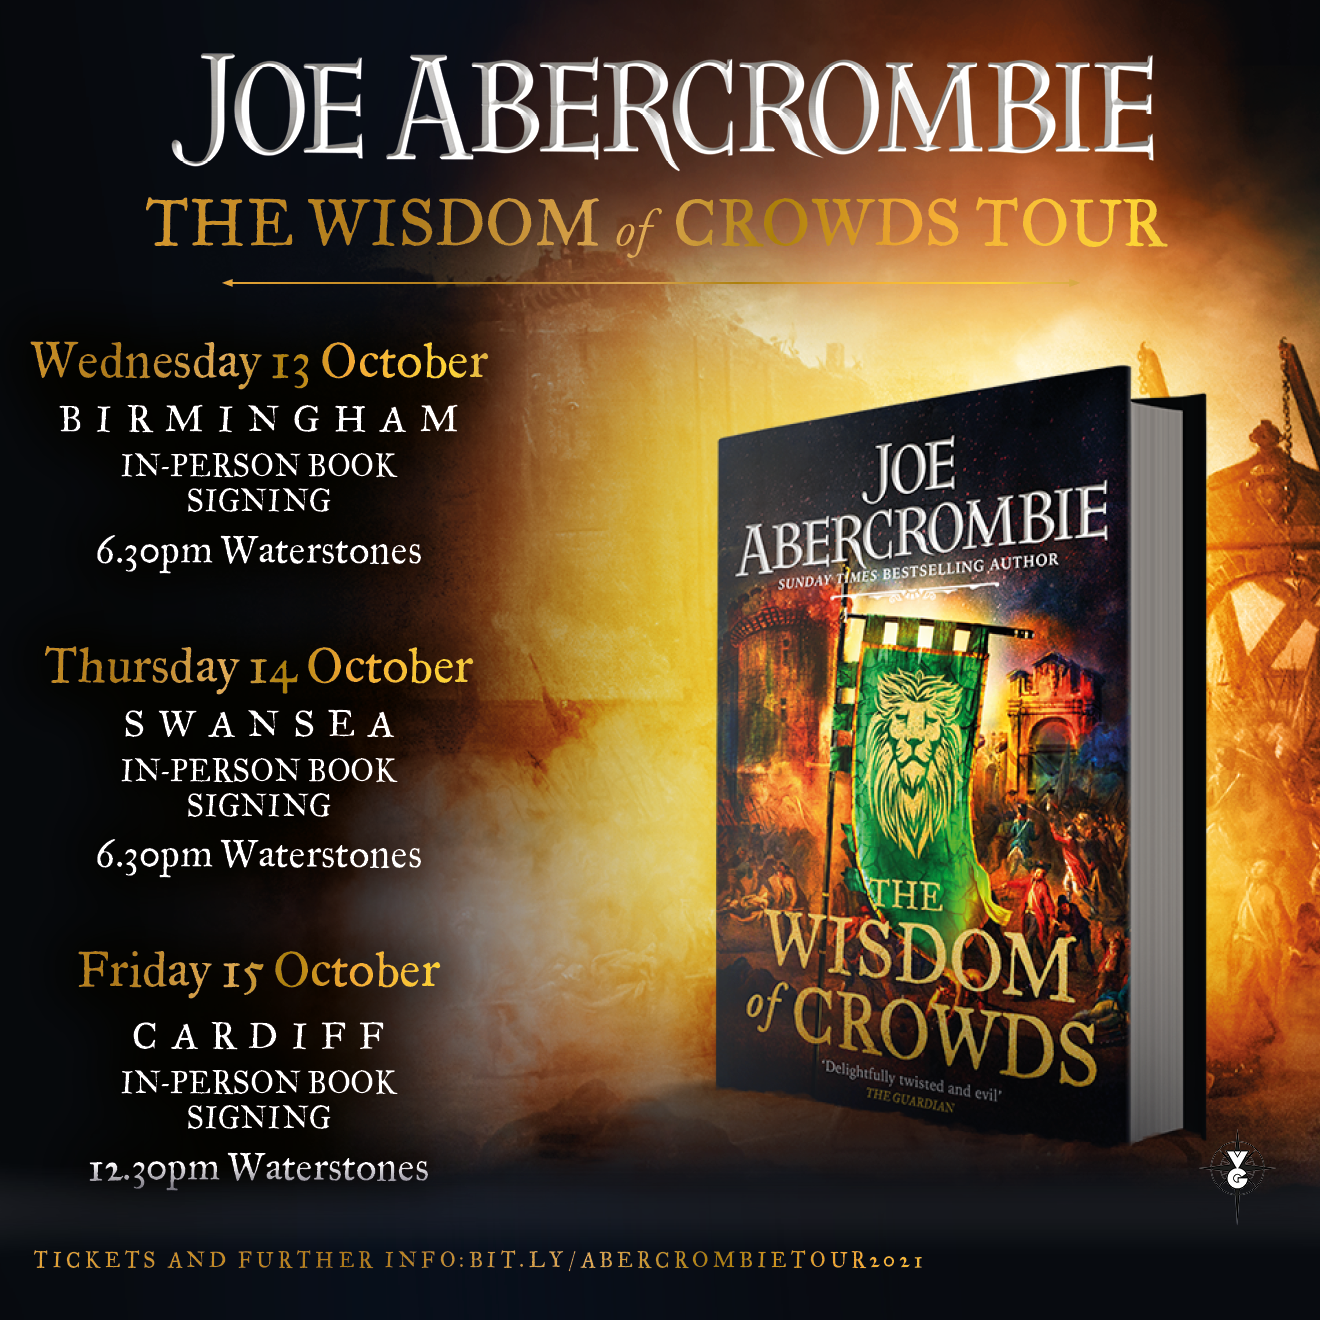 JOE ABERCROMBIE
THE WISDOM of CROWDS TOUR
Wednesday 13 October
BIRMINGHAM
IN-PERSON BOOK
SIGNING
6.30pm Waterstones
Thursday 14 October
SWANSEA
IN-PERSON BOOK
SIGNING
6.30pm Waterstones
Friday 15 October
CARDIFF
IN-PERSON BOOK
SIGNING
12.30pm Waterstones
JOE
ABERCROMBIE
SUNDAY TIMES BESTSELLING AUTHOR
THE
WISDOM
of CROWDS
'Delightfully twisted and evil'
THE GUARDIAN
V
G
TICKETS AND FURTHER INFO:BIT.LY/ABERCROMBIETOUR2021